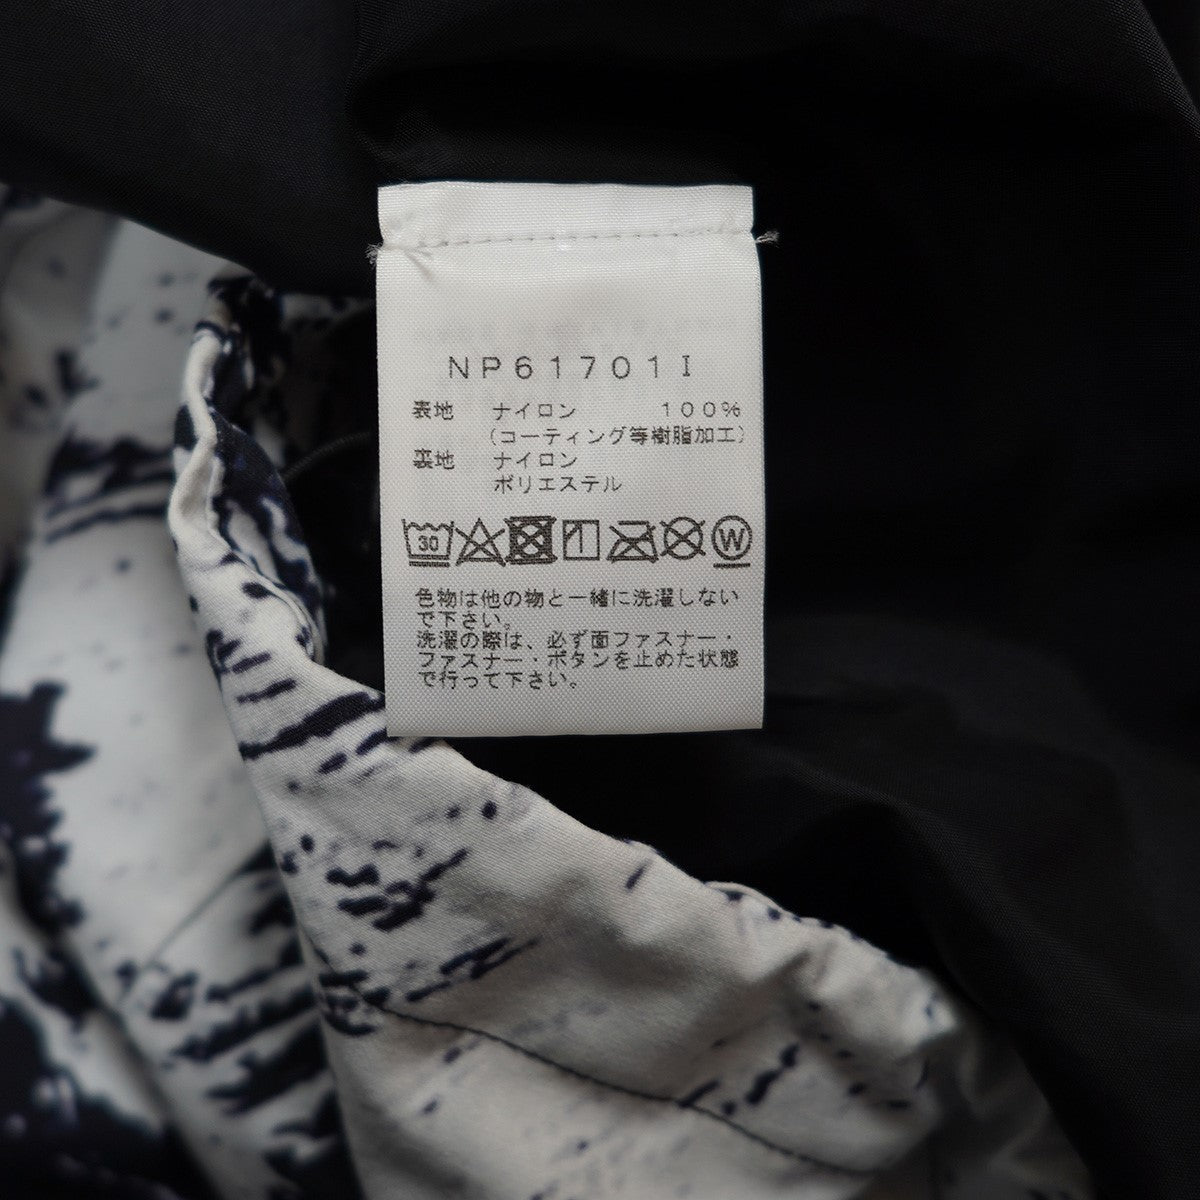 NP61701I
表地 ナイロン 100%
(コーティング等樹脂加工)
裏地 ナイロン
ポリエステル
30 W
色物は他の物と一緒に洗濯しない
で下さい。
洗濯の際は、必ず面ファスナー・
ファスナー・ボタンを止めた状態
で行って下さい。